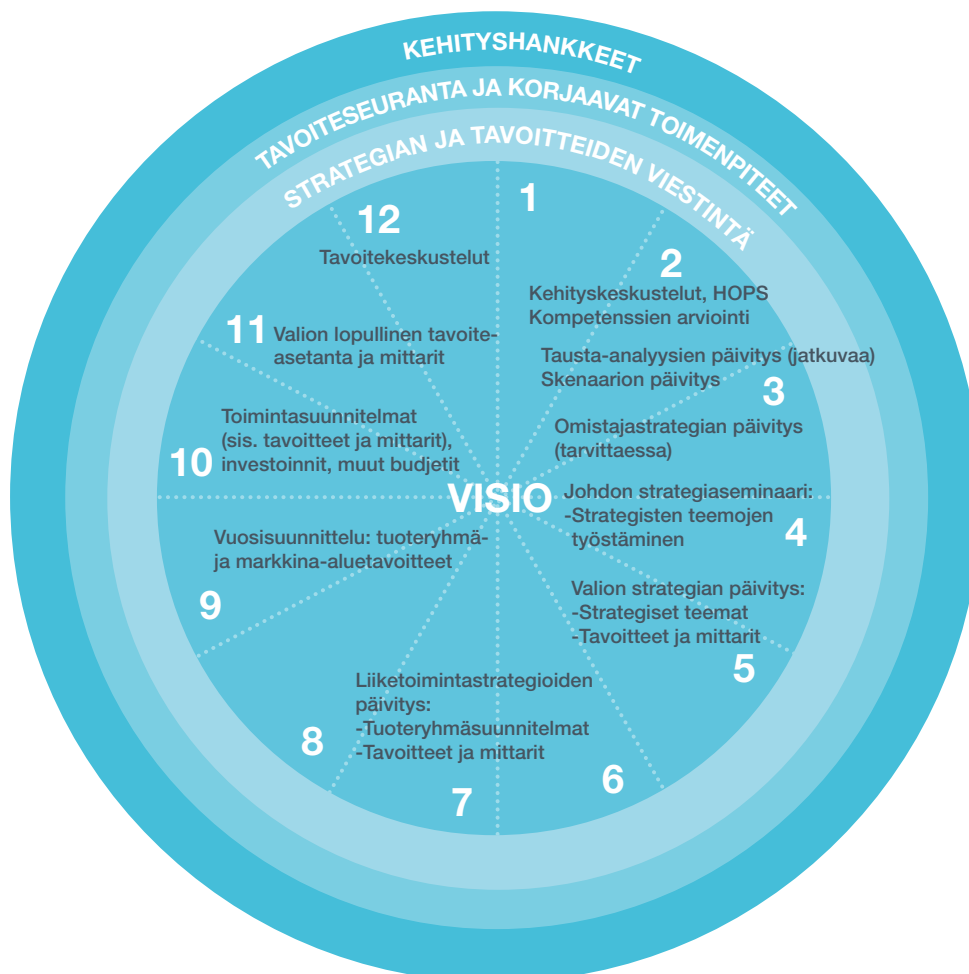 KEHITYSHANKKEET
TAVOITESEURANTA JA KORJAAVAT TOIMENPITEET
STRATEGIAN JA TAVOITTEIDEN VIESTINTÄ
1
2
Kehityskeskustelut, HOPS
Kompetenssien arviointi
Tausta-analyysien päivitys (jatkuvaa)
Skenaarion päivitys
3
Omistajastrategian päivitys
(tarvittaessa)
VISIO
Johdon strategiaseminaari:
-Strategisten teemojen
työstäminen
4
Valion strategian päivitys:
-Strategiset teemat
-Tavoitteet ja mittarit
5
6
Liiketoimintastrategioiden
päivitys:
-Tuoteryhmäsuunnitelmat
-Tavoitteet ja mittarit
7
8
Vuosisuunnittelu: tuoteryhmä-
ja markkina-aluetavoitteet
9
Toimintasuunnitelmat
(sis. tavoitteet ja mittarit),
investoinnit, muut budjetit
10
11
Valion lopullinen tavoite-
asetanta ja mittarit
12
Tavoitekeskustelut